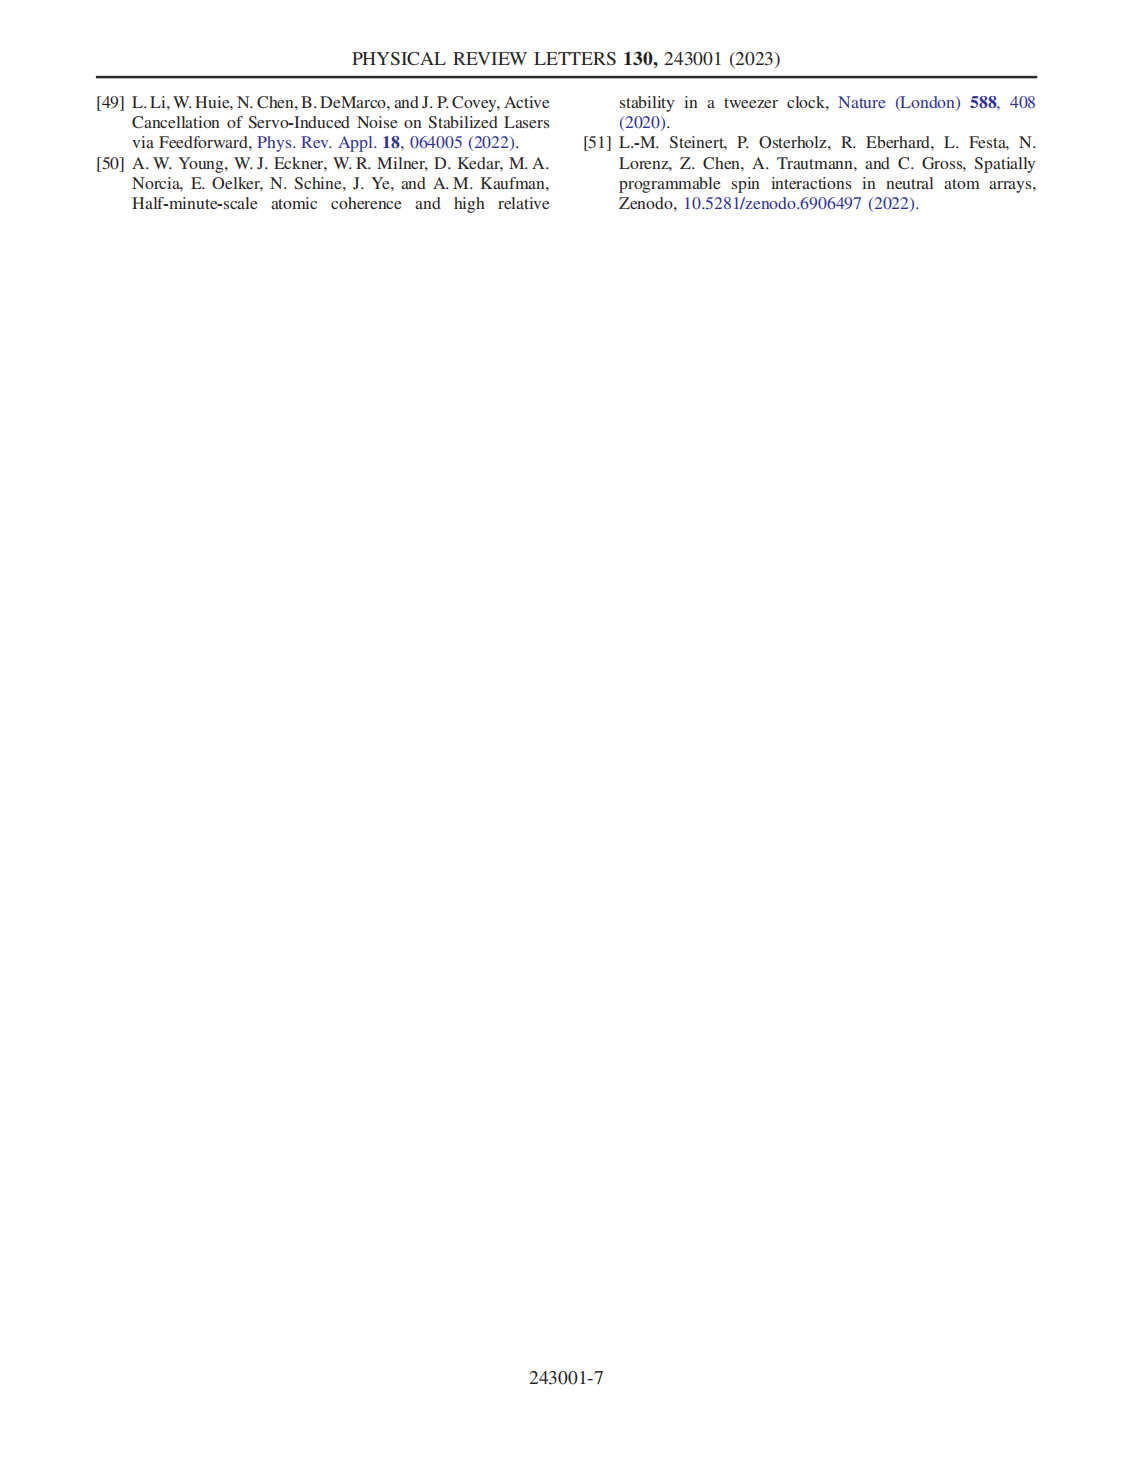 PHYSICAL REVIEW LETTERS 130, 243001 (2023)
[49] L. Li, W. Huie, N. Chen, B. DeMarco, and J. P. Covey, Active
Cancellation of Servo-Induced Noise on Stabilized Lasers
via Feedforward, Phys. Rev. Appl. 18, 064005 (2022).
[50] A. W. Young, W. J. Eckner, W. R. Milner, D. Kedar, M. A.
Norcia, E. Oelker, N. Schine, J. Ye, and A. M. Kaufman,
Half-minute-scale atomic coherence and high relative
stability in a tweezer clock, Nature (London) 588, 408
(2020).
[51] L.-M. Steinert, P. Osterholz, R. Eberhard, L. Festa, N.
Lorenz, Z. Chen, A. Trautmann, and C. Gross, Spatially
programmable spin interactions in neutral atom arrays,
Zenodo, 10.5281/zenodo.6906497 (2022).
243001-7